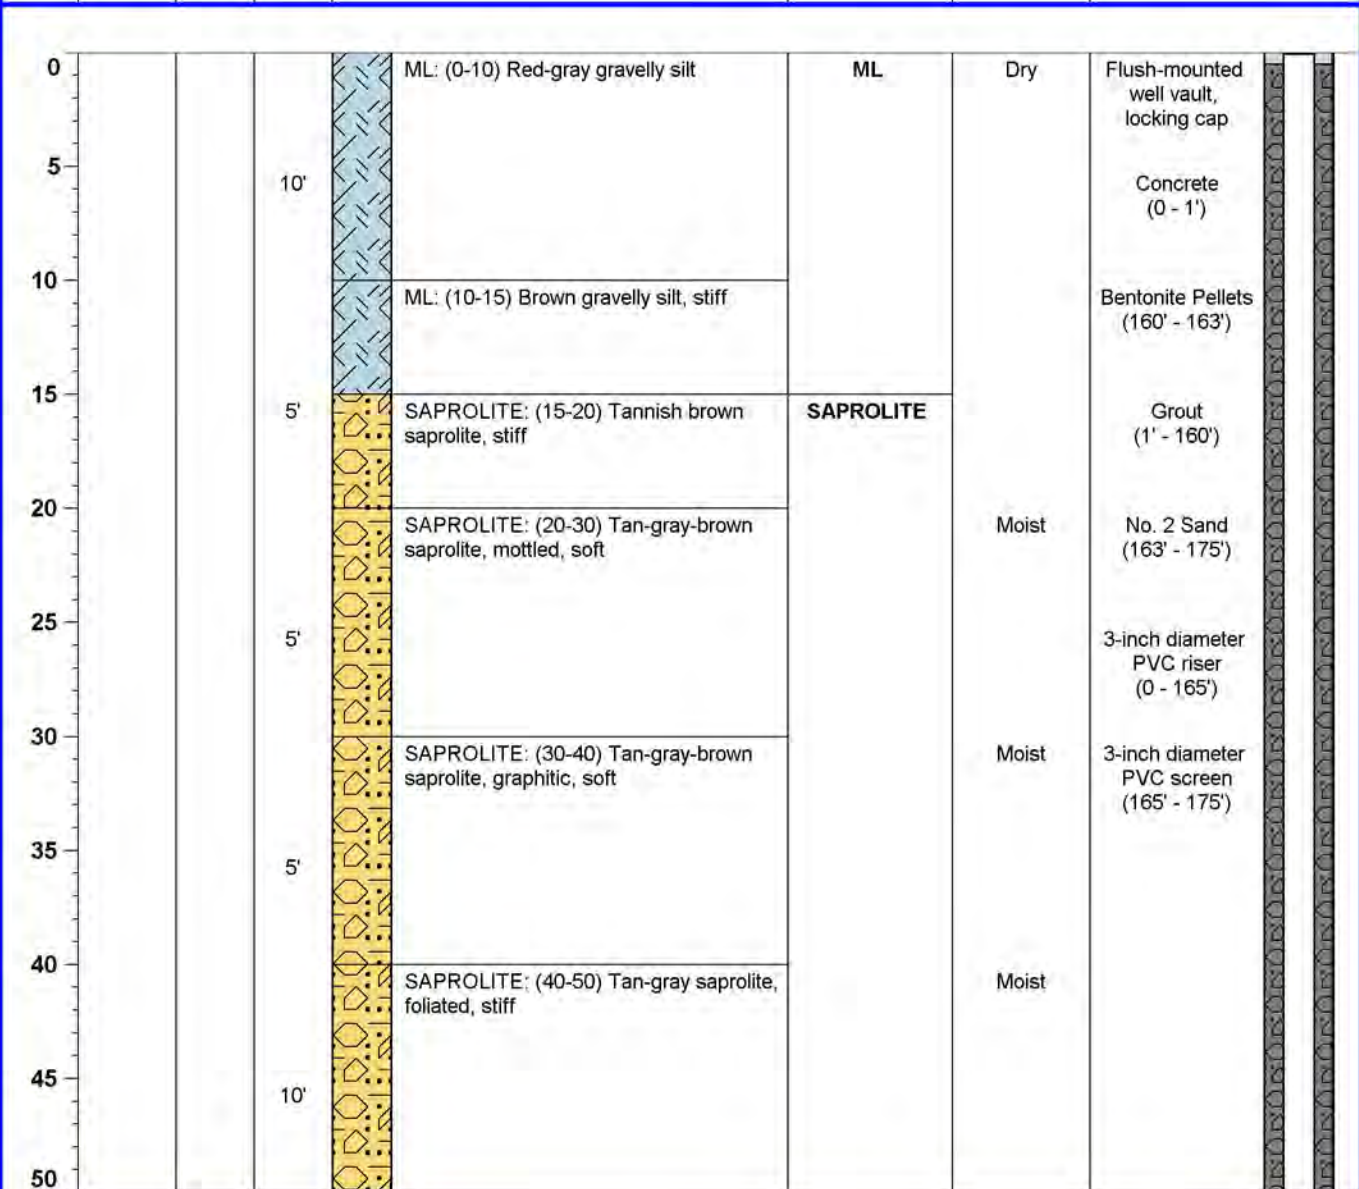 0
ML: (0-10) Red-gray gravelly silt
ML
Dry
Flush-mounted
well vault,
locking cap
5
10'
Concrete
(0 - 1')
10
ML: (10-15) Brown gravelly silt, stiff
Bentonite Pellets
(160' - 163')
15
5'
SAPROLITE: (15-20) Tannish brown
saprolite, stiff
SAPROLITE
Grout
(1' - 160')
20
SAPROLITE: (20-30) Tan-gray-brown
saprolite, mottled, soft
Moist
No. 2 Sand
(163' - 175')
25
5'
3-inch diameter
PVC riser
(0 - 165')
30
SAPROLITE: (30-40) Tan-gray-brown
saprolite, graphitic, soft
Moist
3-inch diameter
PVC screen
(165' - 175')
35
5'
40
SAPROLITE: (40-50) Tan-gray saprolite,
foliated, stiff
Moist
45
10'
50